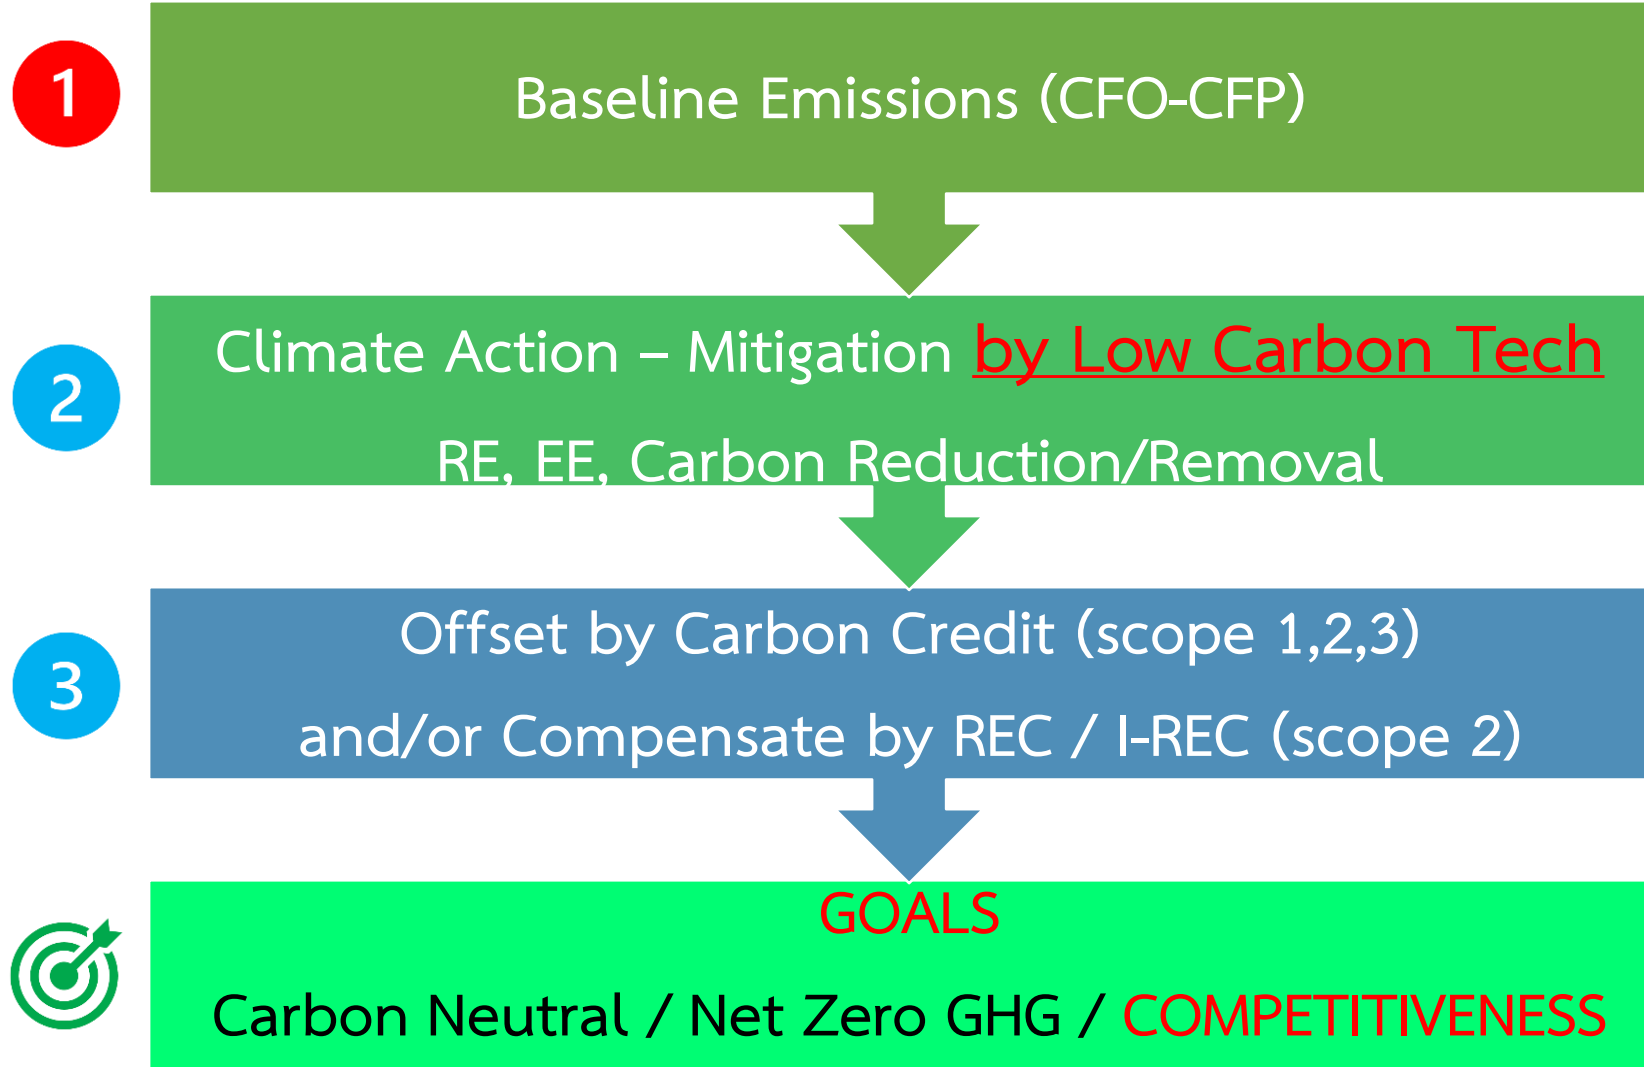 1
Baseline Emissions (CFO-CFP)
2
Climate Action – Mitigation by Low Carbon Tech
RE, EE, Carbon Reduction/Removal
3
Offset by Carbon Credit (scope 1,2,3)
and/or Compensate by REC / I-REC (scope 2)
GOALS
Carbon Neutral / Net Zero GHG / COMPETITIVENESS